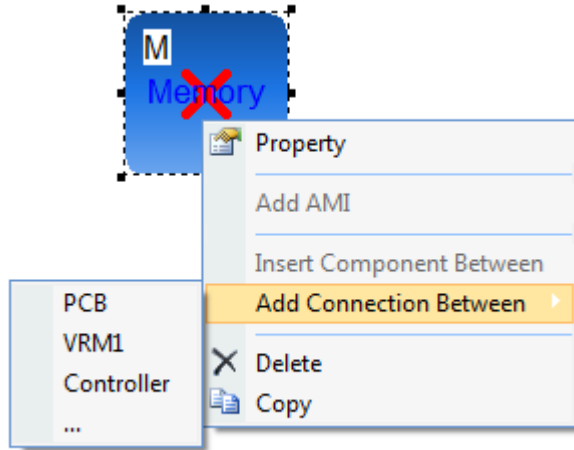 M
Memory
Property
Add AMI
Insert Component Between
Add Connection Between
Delete
Copy
PCB
VRM1
Controller
...